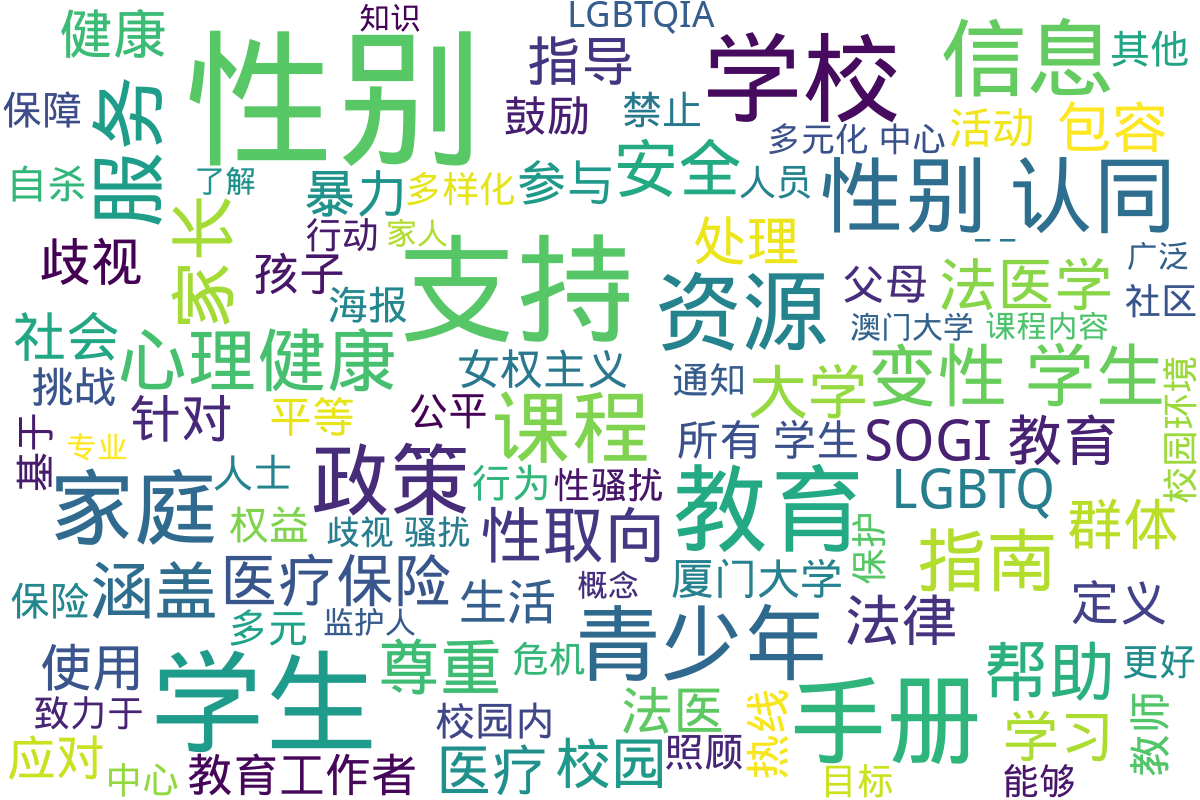 知识
LGBTQIA
健康
性别
指导
学校
信息
其他
保障
服务
鼓励
禁止
多元化 中心
活动
包容
自杀
了解
暴力
多样化
参与
安全
人员
性别 认同
家长
行动
家人
歧视
孩子
支持
处理
资源
父母
法医学
广泛
社区
海报
社会
心理健康
澳门大学
课程内容
女权主义
通知
大学
变性 学生
校园环境
挑战
针对
平等
公平
课程
所有 学生
SOGI 教育
基于
专业
家庭
人士
政策
行为
性骚扰
教育
LGBTQ
权益
歧视 骚扰
性取向
保护
指南
群体
保险
涵盖
医疗保险
生活
概念
厦门大学
法律
定义
多元
监护人
青少年
使用
学生
尊重
危机
手册
帮助
更好
致力于
校园内
法医
热线
学习
教师
应对
中心
教育工作者
医疗
校园
照顾
目标
能够